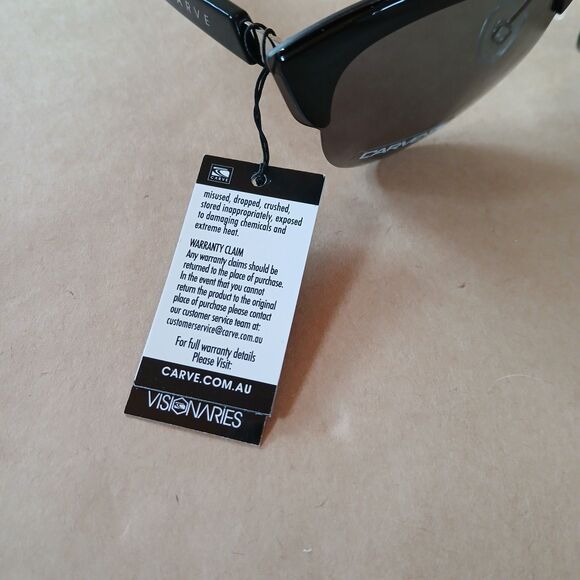 CARVE
CARVE
CARVE
misused, dropped, crushed,
stored inappropriately, exposed
to damaging chemicals and
extreme heat.
WARRANTY CLAIM
Any warranty claims should be
returned to the place of purchase.
In the event that you cannot
return the product to the original
place of purchase please contact
our customer service team at:
customerservice@carve.com.au
For full warranty details
Please Visit:
CARVE.COM.AU
VISIONARIES